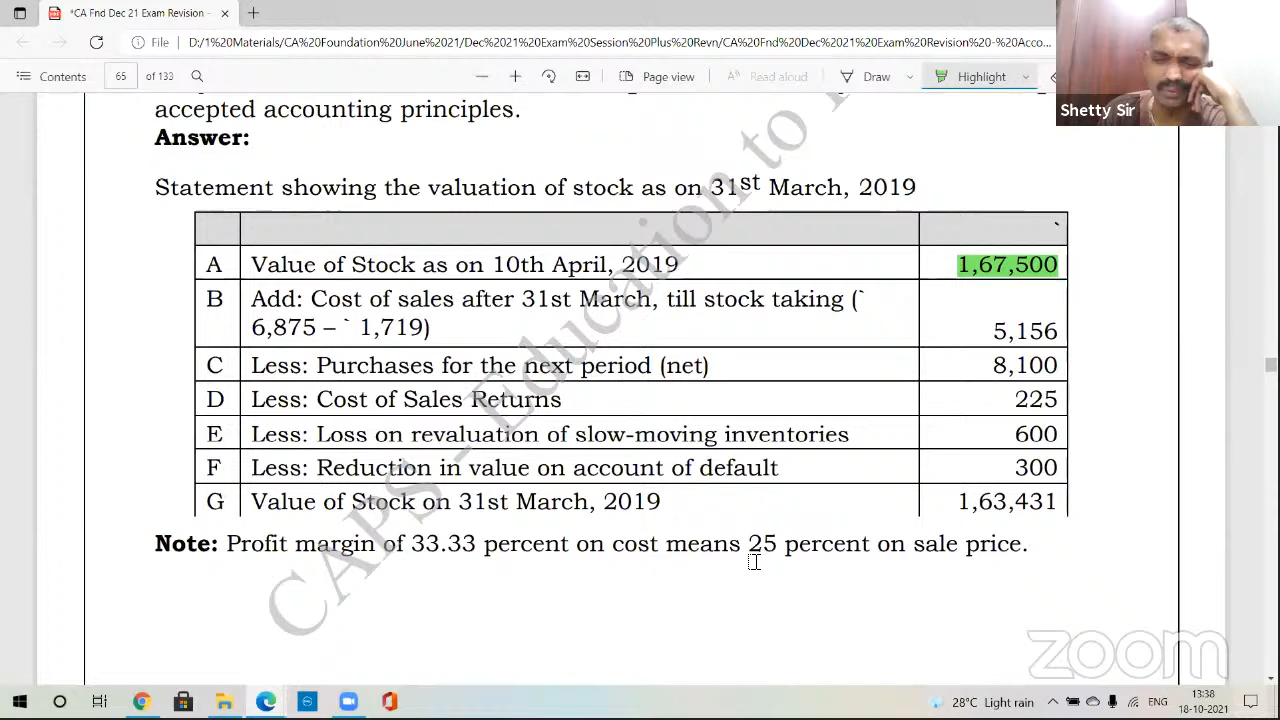 *CA Fnd Dec 21 Exam Revision -
File
D:/1%20Materials/CA%20Foundation%20June%2021/Dec%2021%20Exam%20Session%20Plus%20Revn/CA%20Fnd%20Dec%2021%20Exam%20Revision%20-%20Acco...
Contents
65
of 133
Page view
Read aloud
Draw
Highlight
Shetty Sir
accepted accounting principles.
Answer:
Statement showing the valuation of stock as on 31st March, 2019
`
A Value of Stock as on 10th April, 2019 1,67,500
B Add: Cost of sales after 31st March, till stock taking (`
6,875 – ` 1,719) 5,156
C Less: Purchases for the next period (net) 8,100
D Less: Cost of Sales Returns 225
E Less: Loss on revaluation of slow-moving inventories 600
F Less: Reduction in value on account of default 300
G Value of Stock on 31st March, 2019 1,63,431
Note: Profit margin of 33.33 percent on cost means 25 percent on sale price.
CAPS - Education to
zoom
28°C Light rain
ENG
13:38
18-10-2021